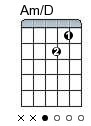 Am/D
1
2
× × ● ○ ○ ○